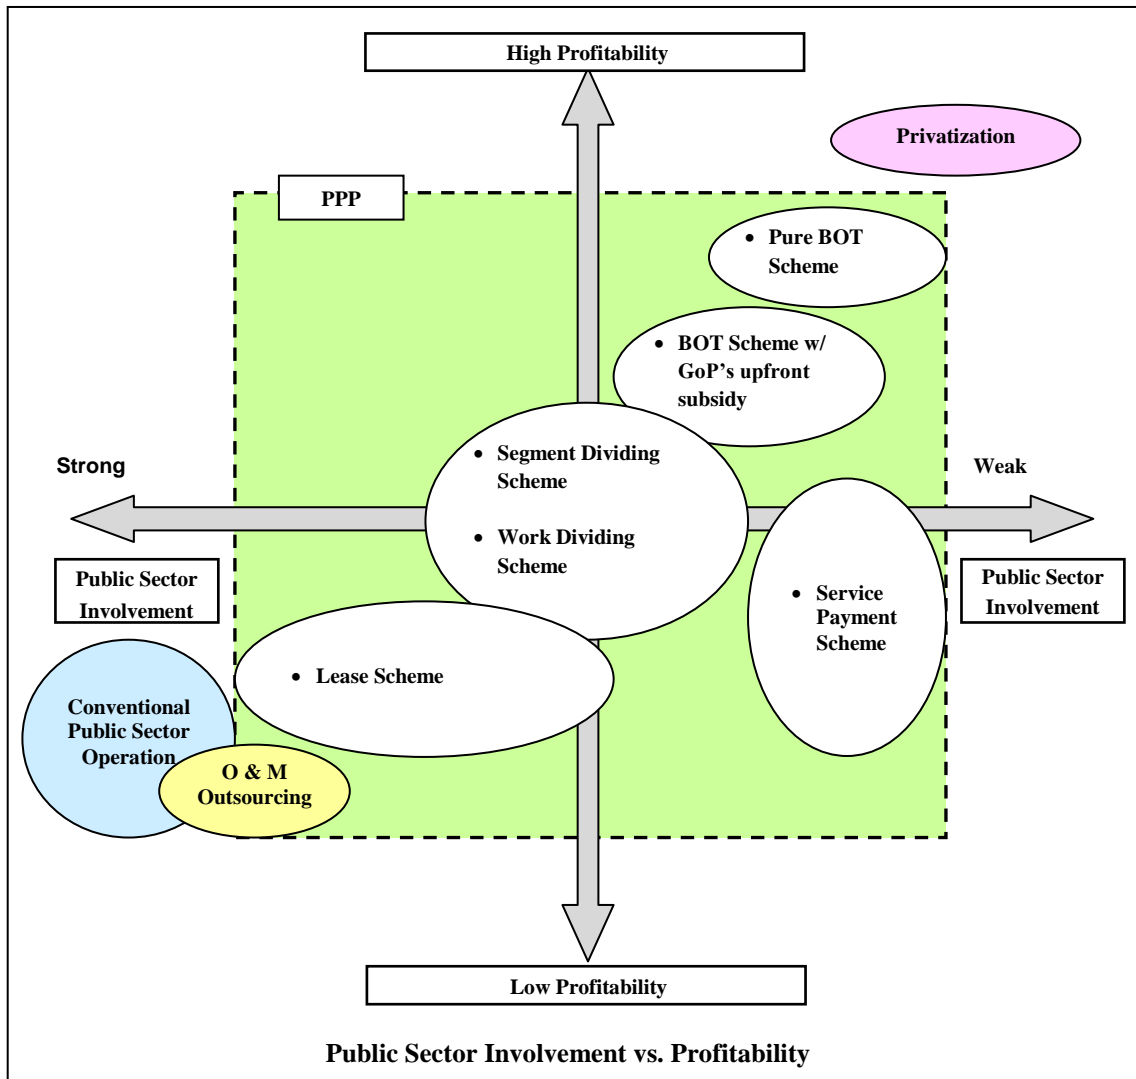 High Profitability
Privatization
PPP
• Pure BOT
Scheme
• BOT Scheme w/
GoP’s upfront
subsidy
• Segment Dividing
Scheme
• Work Dividing
Scheme
Strong
Weak
Public Sector
Involvement
Public Sector
Involvement
• Service
Payment
Scheme
• Lease Scheme
Conventional
Public Sector
Operation
O & M
Outsourcing
Low Profitability
Public Sector Involvement vs. Profitability